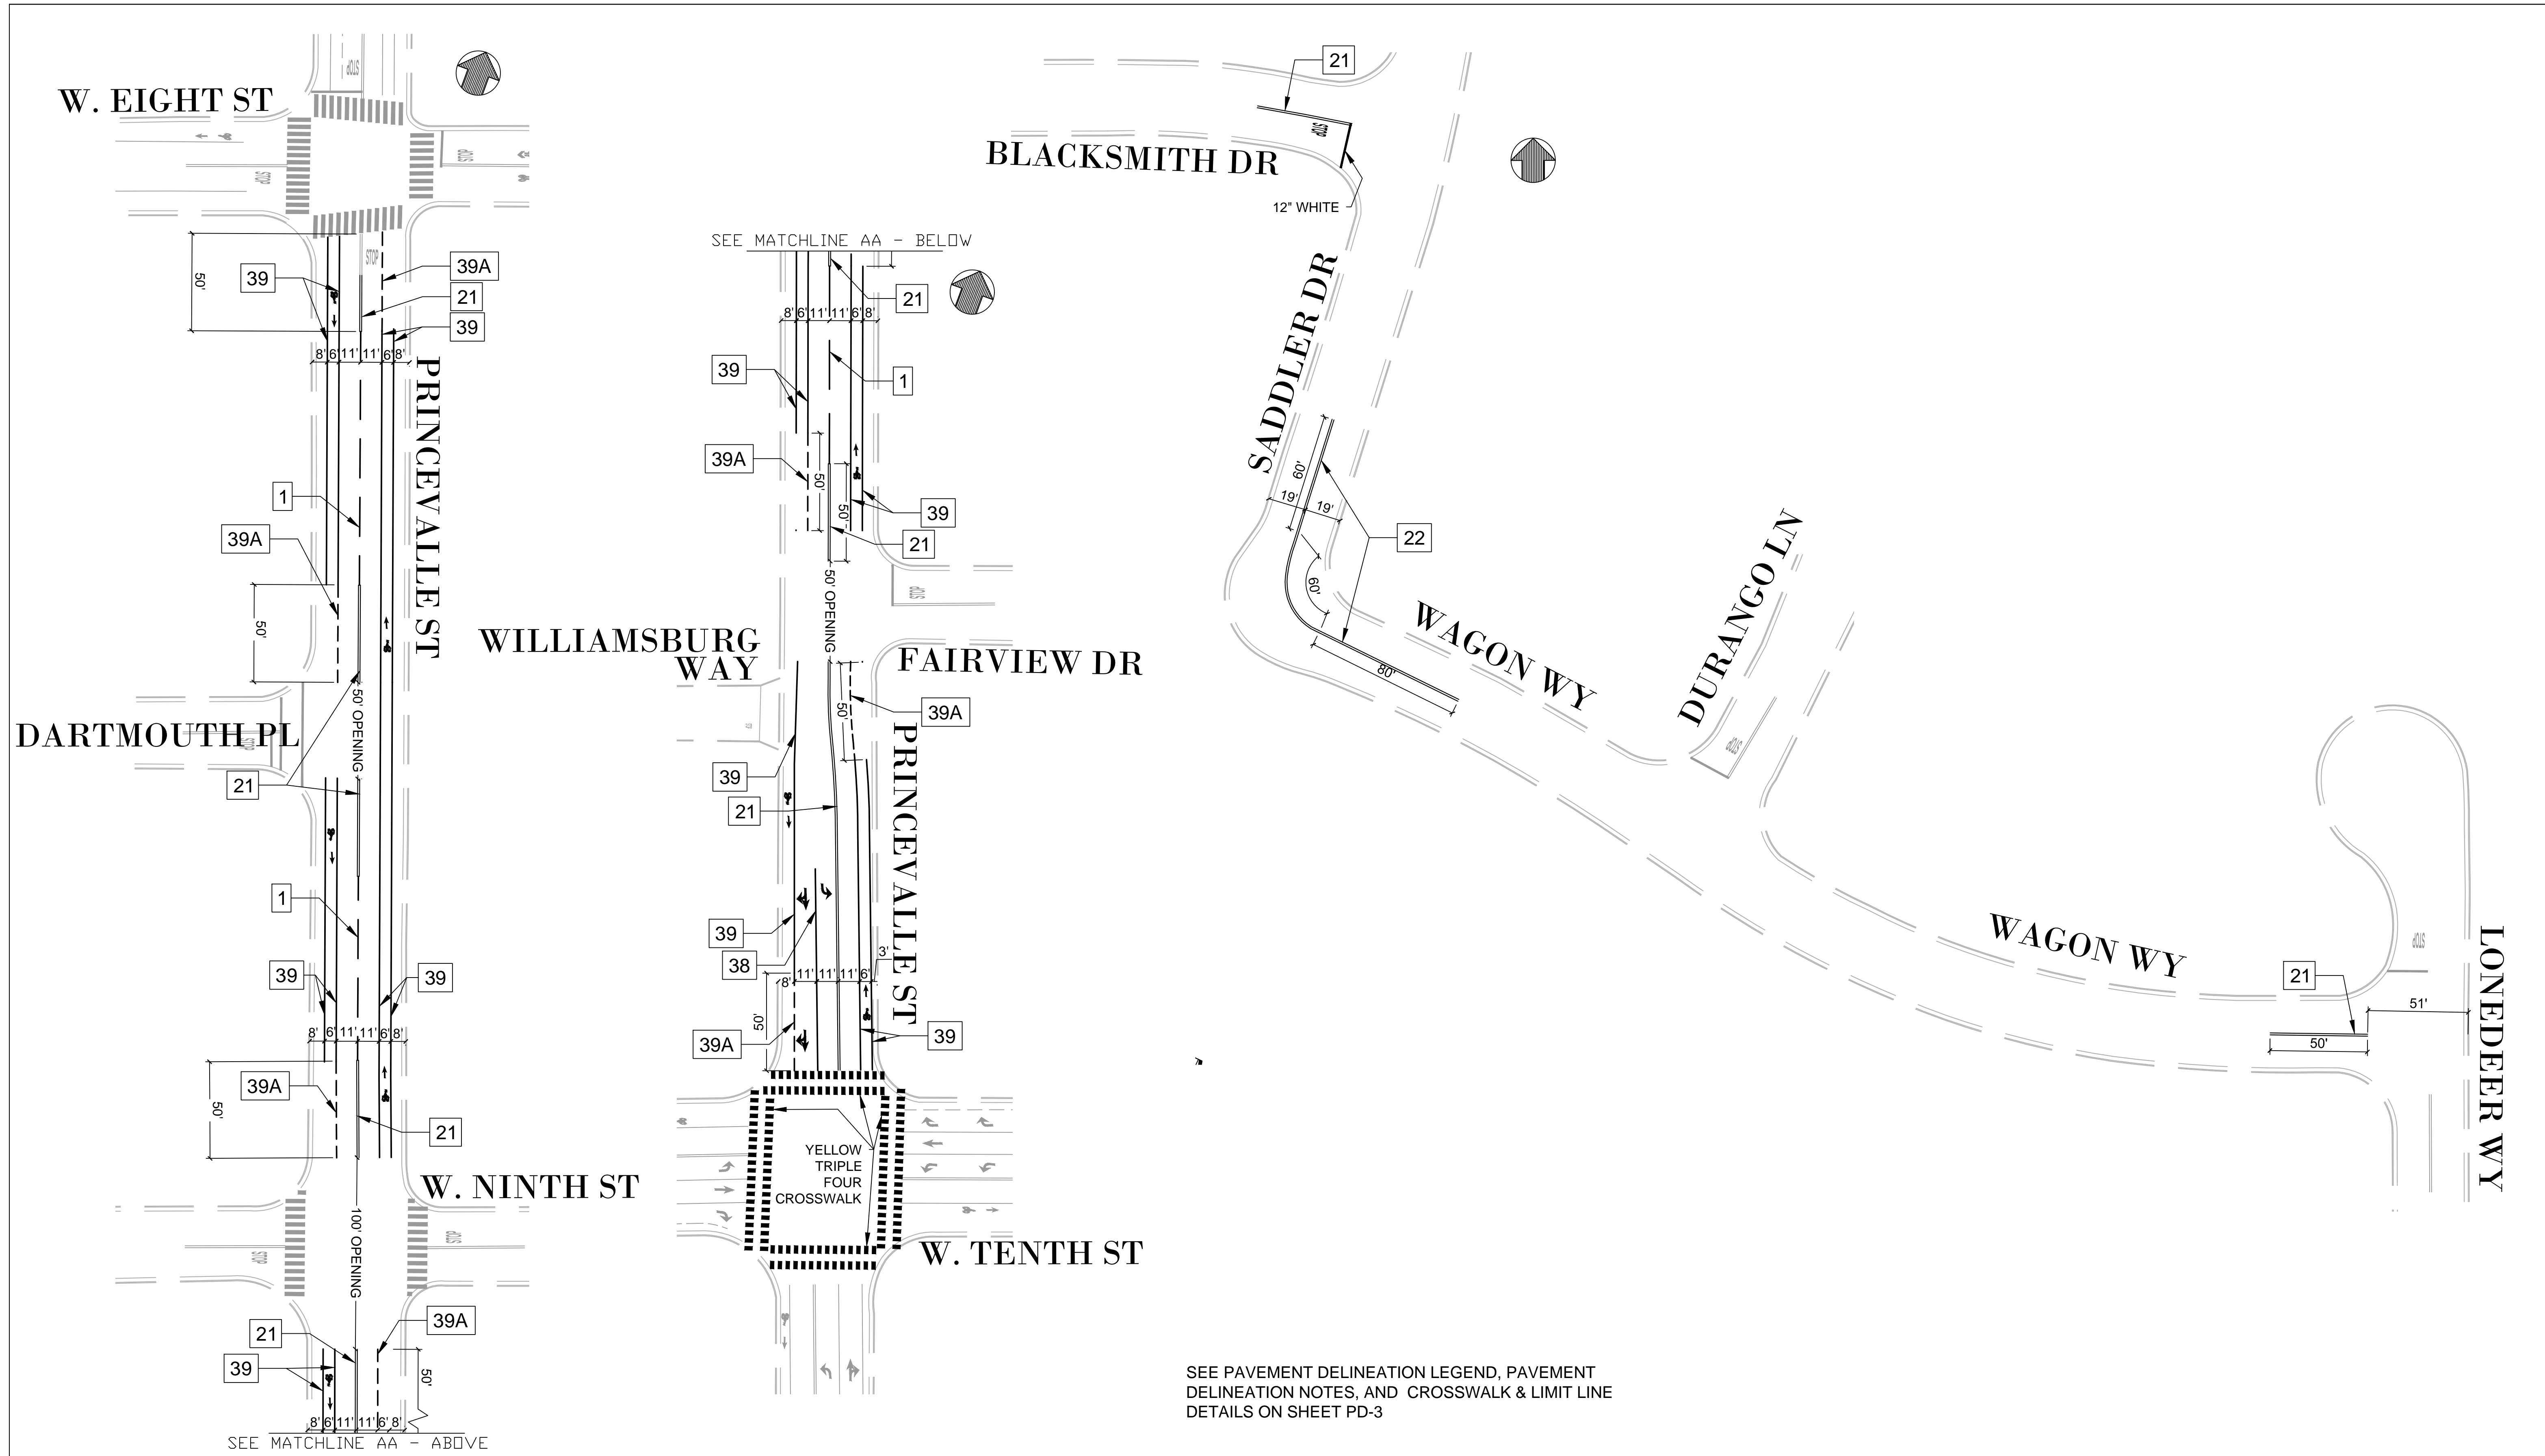 W. EIGHT ST
STOP
STOP
STOP
STOP
50'
39
39A
21
39
8' 6' 11' 11' 6' 8'
PRINCEVALLE ST
1
39A
50'
50' OPENING
DARTMOUTH PL
STOP
21
1
39
39
8' 6' 11' 11' 6' 8'
39A
50'
21
W. NINTH ST
STOP
STOP
100' OPENING
21
39A
39
50'
8' 6' 11' 11' 6' 8'
SEE MATCHLINE AA - ABOVE
SEE MATCHLINE AA - BELOW
21
8' 6' 11' 11' 6' 8'
39
1
39A
50'
50'
39
21
50' OPENING
STOP
WILLIAMSBURG
WAY
FAIRVIEW DR
50'
39A
39
21
PRINCEVALLE ST
39
38
3'
8' 11' 11' 11' 6'
50'
39A
39
YELLOW
TRIPLE
FOUR
CROSSWALK
W. TENTH ST
21
STOP
BLACKSMITH DR
12" WHITE
SADDLER DR
60'
19'
19'
22
60'
80'
WAGON WY
DURANGO LN
STOP
WAGON WY
STOP
21
51'
50'
LONEDEER WY
SEE PAVEMENT DELINEATION LEGEND, PAVEMENT
DELINEATION NOTES, AND CROSSWALK & LIMIT LINE
DETAILS ON SHEET PD-3